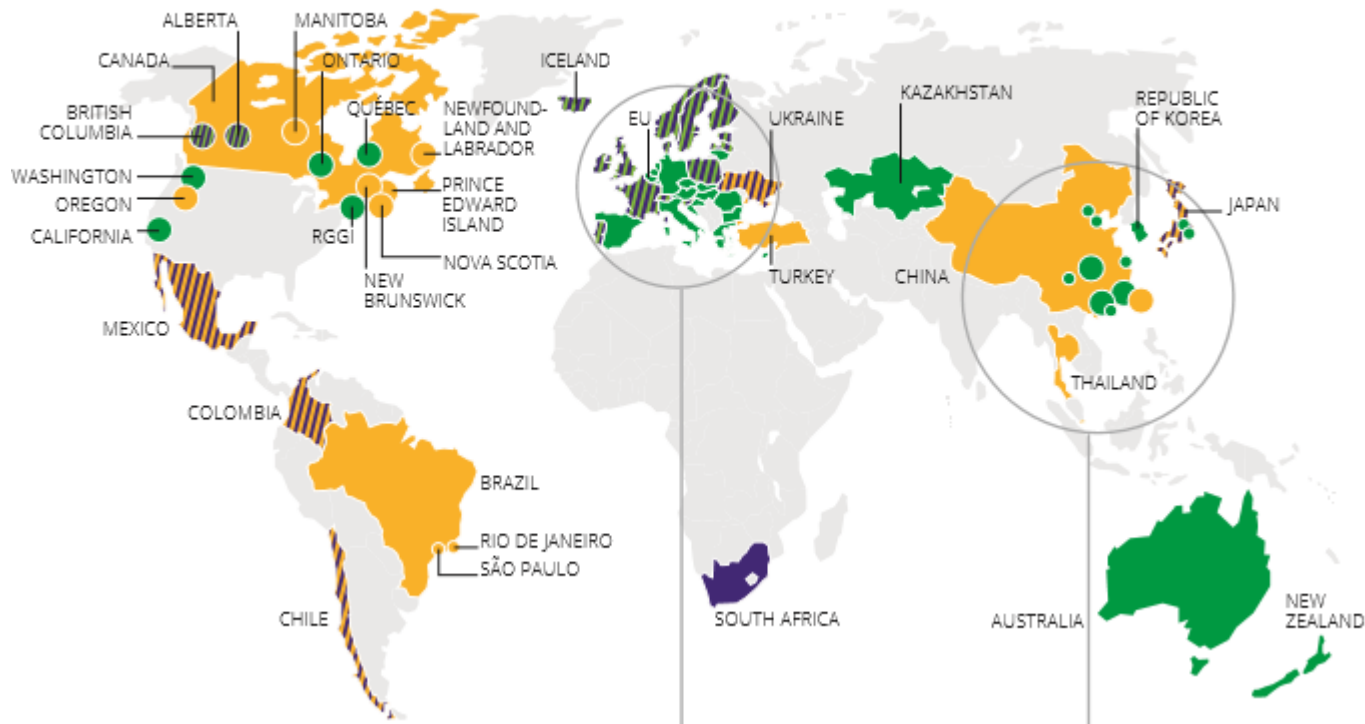 ALBERTA
MANITOBA
CANADA
ONTARIO
BRITISH
COLUMBIA
QUÉBEC
NEWFOUND-
LAND AND
LABRADOR
WASHINGTON
OREGON
PRINCE
EDWARD
ISLAND
CALIFORNIA
RGGI
NOVA SCOTIA
NEW
BRUNSWICK
MEXICO
ICELAND
EU
UKRAINE
KAZAKHSTAN
REPUBLIC
OF KOREA
JAPAN
TURKEY
CHINA
THAILAND
COLOMBIA
BRAZIL
RIO DE JANEIRO
SÃO PAULO
CHILE
SOUTH AFRICA
AUSTRALIA
NEW
ZEALAND